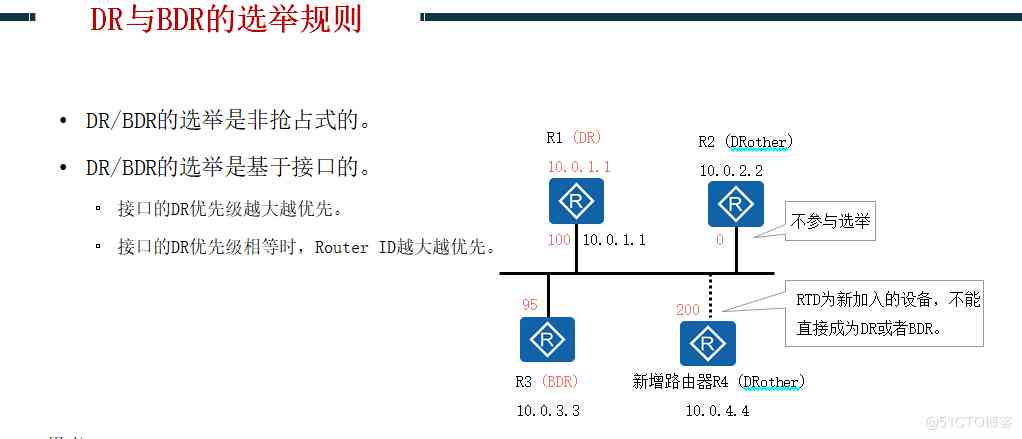 DR与BDR的选举规则
• DR/BDR的选举是非抢占式的。
• DR/BDR的选举是基于接口的。
▫ 接口的DR优先级越大越优先。
▫ 接口的DR优先级相等时，Router ID越大越优先。
R1 (DR)
10.0.1.1
R
100 10.0.1.1
R2 (DRother)
10.0.2.2
R
0
不参与选举
95
R
R3 (BDR)
10.0.3.3
200
R
新增路由器R4 (DRother)
10.0.4.4
RTD为新加入的设备，不能
直接成为DR或者BDR。
@51CTO博客